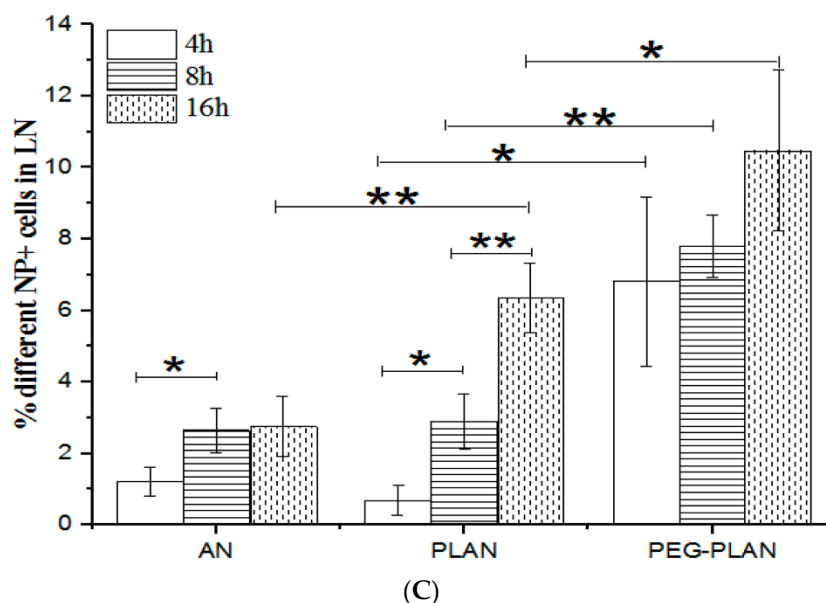 % different NP+ cells in LN
14
12
10
8
6
4
2
0
4h
8h
16h
*
**
*
**
**
*
*
AN
PLAN
PEG-PLAN
(C)